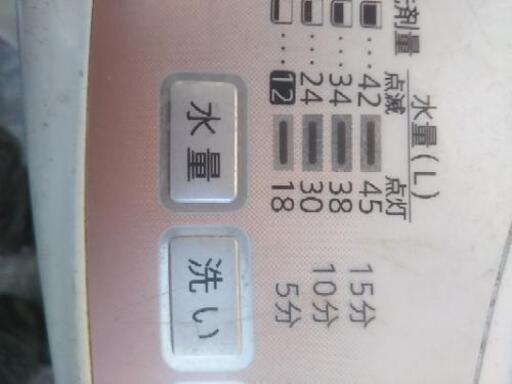 水量(L)
剤量 点滅 点灯
…42 45 15分
…34 38
…24 30 10分
…12 18 5分
水量 洗い